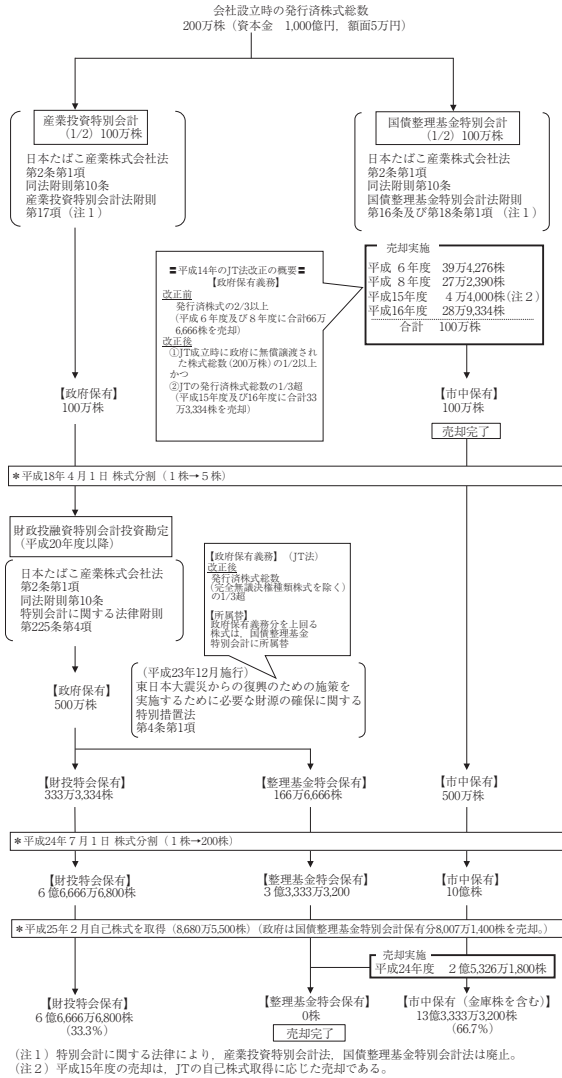 会社設立時の発行済株式総数
200万株（資本金　1,000億円，額面5万円）
産業投資特別会計
（1/2）100万株
日本たばこ産業株式会社法
第2条第1項
同法附則第10条
産業投資特別会計法附則
第17項（注１）
国債整理基金特別会計
（1/2）100万株
日本たばこ産業株式会社法
第2条第1項
同法附則第10条
国債整理基金特別会計法附則
第16条及び第18条第1項（注１）
売却実施
平成 6年度　39万4,276株
平成 8年度　27万2,390株
平成15年度　4万4,000株(注２)
平成16年度　28万9,334株
合計　100万株
〓平成14年のJT法改正の概要〓
【政府保有義務】
改正前
発行済株式の2/3以上
（平成６年度及び８年度に合計66万
6,666株を売却）
改正後
①JT成立時に政府に無償譲渡され
た株式総数(200万株)の1/2以上
かつ
②JTの発行済株式総数の1/3超
（平成15年度及び16年度に合計33
万3,334株を売却）
【政府保有】
100万株
【市中保有】
100万株
売却完了
＊平成18年４月１日 株式分割（１株→５株）
財政投融資特別会計投資勘定
（平成20年度以降）
日本たばこ産業株式会社法
第2条第1項
同法附則第10条
特別会計に関する法律附則
第225条第4項
【政府保有義務】（JT法）
改正後
発行済株式総数
（完全無議決権種類株式を除く）
の1/3超
【所属替】
政府保有義務分を上回る
株式は，国債整理基金
特別会計に所属替
【政府保有】
500万株
（平成23年12月施行）
東日本大震災からの復興のための施策を
実施するために必要な財源の確保に関する
特別措置法
第4条第1項
【財投特会保有】
333万3,334株
【整理基金特会保有】
166万6,666株
【市中保有】
500万株
＊平成24年７月１日 株式分割（１株→200株）
【財投特会保有】
６億6,666万6,800株
【整理基金特会保有】
３億3,333万3,200
【市中保有】
10億株
＊平成25年２月自己株式を取得（8,680万5,500株）（政府は国債整理基金特別会計保有分8,007万1,400株を売却。）
売却実施
平成24年度　２億5,326万1,800株
【財投特会保有】
６億6,666万6,800株
（33.3％）
【整理基金特会保有】
0株
売却完了
【市中保有（金庫株を含む）】
13億3,333万3,200株
（66.7％）
（注１）特別会計に関する法律により，産業投資特別会計法，国債整理基金特別会計法は廃止。
（注２）平成15年度の売却は，JTの自己株式取得に応じた売却である。